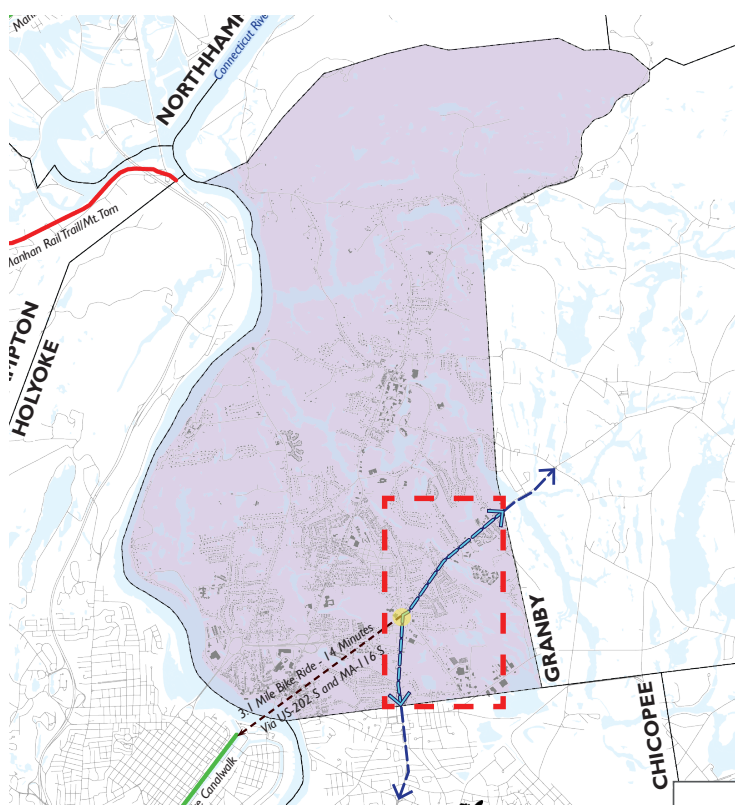 NORTHHAM
Connecticut River
Manhan Rail Trail/Mt.Tom
HOLYOKE
3.1 Mile Bike Ride - 14 Minutes
Via US-202 S and MA-116 S
GRANBY
CHICOPEE
Canalwalk